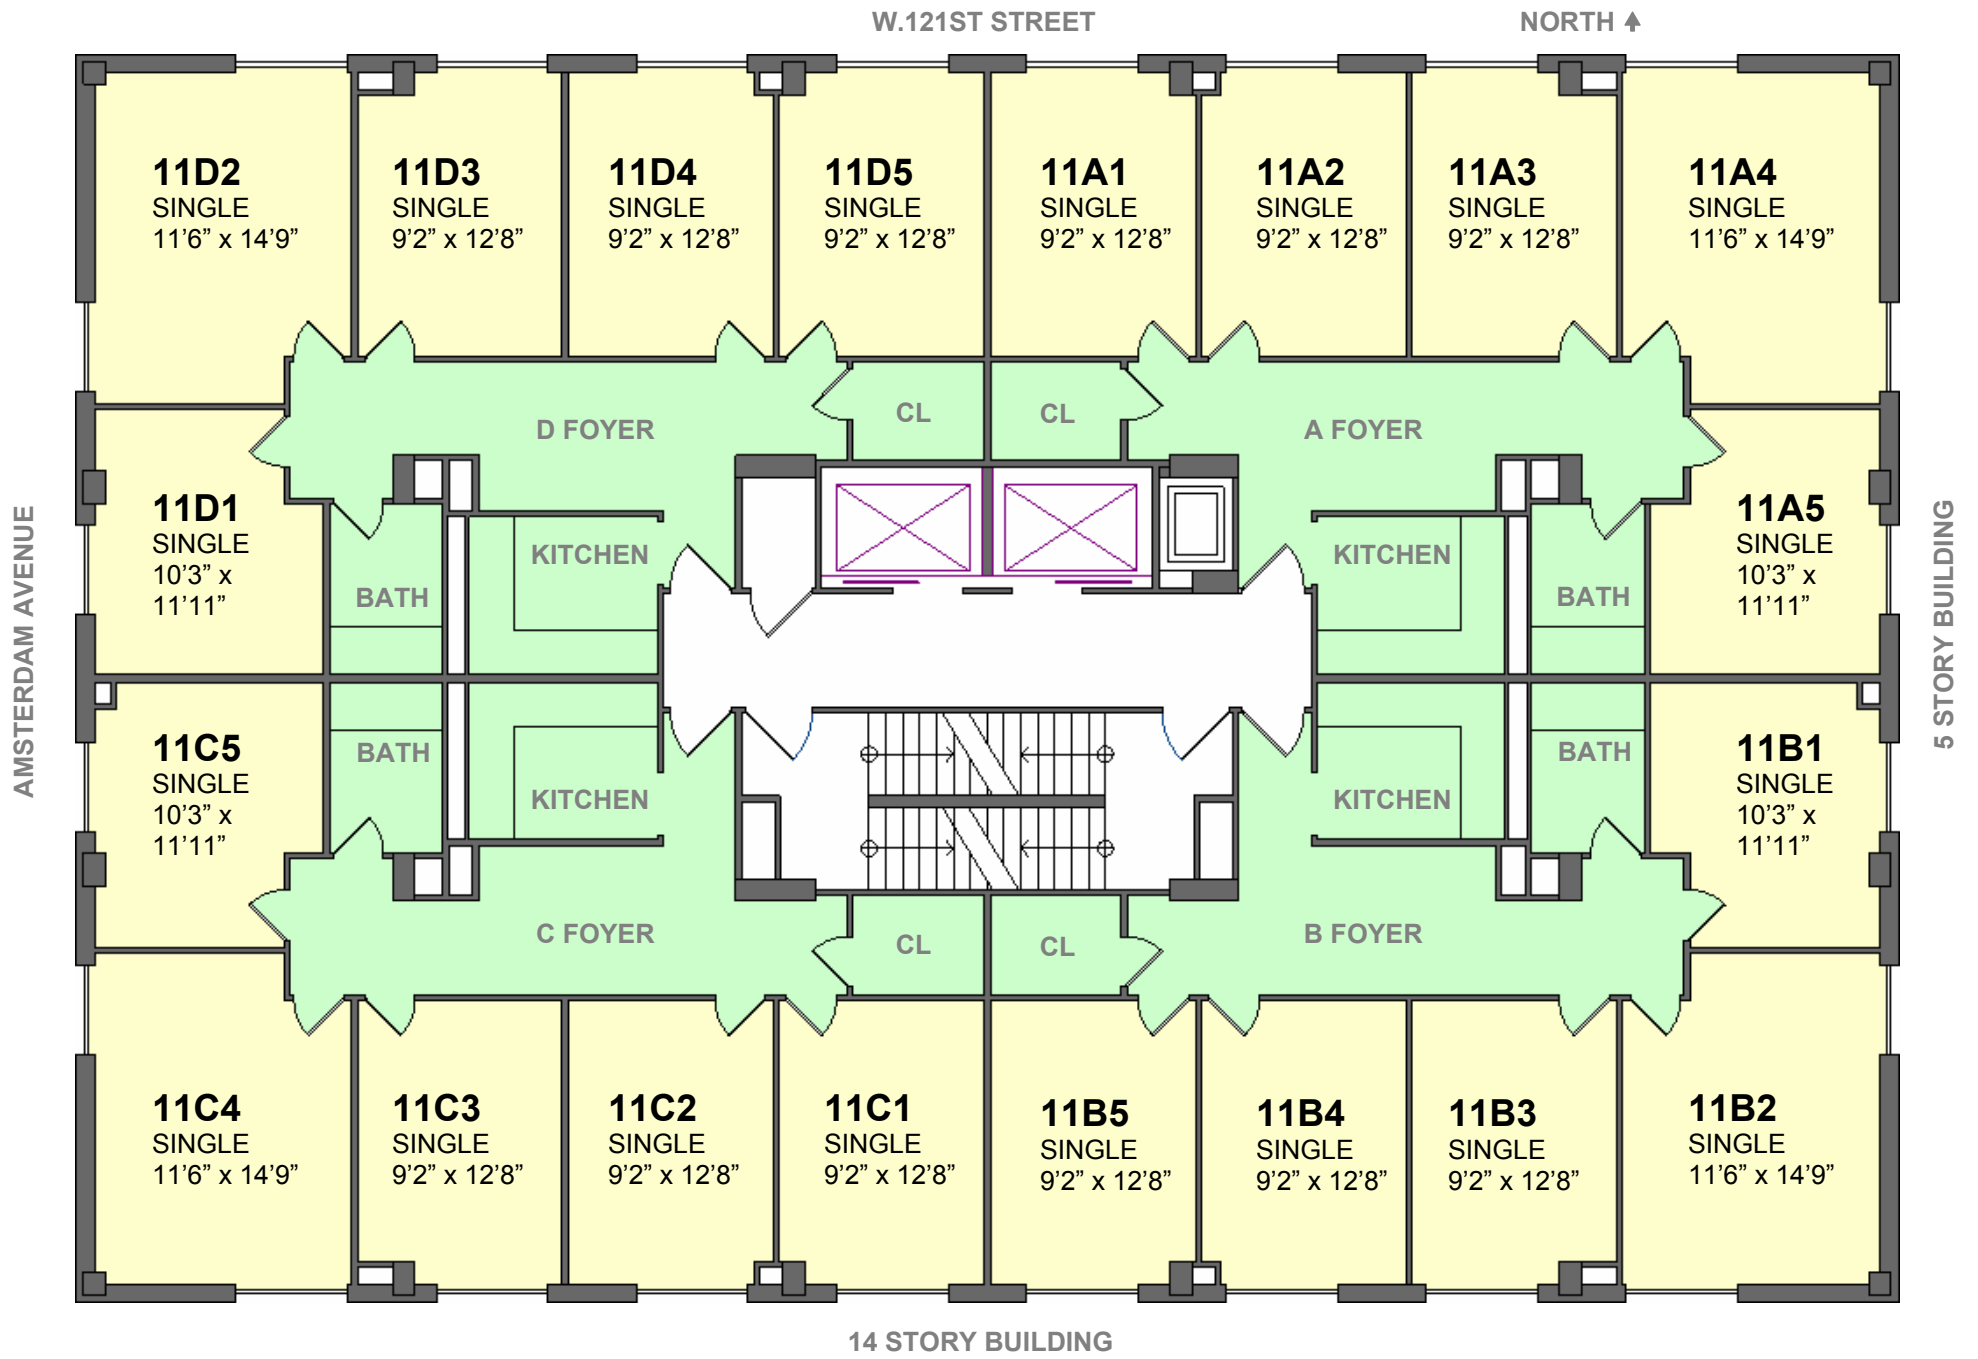 W.121ST STREET
NORTH
11D2
SINGLE
11’6” x 14’9”
11D3
SINGLE
9’2” x 12’8”
11D4
SINGLE
9’2” x 12’8”
11D5
SINGLE
9’2” x 12’8”
11A1
SINGLE
9’2” x 12’8”
11A2
SINGLE
9’2” x 12’8”
11A3
SINGLE
9’2” x 12’8”
11A4
SINGLE
11’6” x 14’9”
D FOYER
CL
CL
A FOYER
11D1
SINGLE
10’3” x
11’11”
BATH
KITCHEN
KITCHEN
BATH
11A5
SINGLE
10’3” x
11’11”
AMSTERDAM AVENUE
5 STORY BUILDING
11C5
SINGLE
10’3” x
11’11”
BATH
KITCHEN
KITCHEN
BATH
11B1
SINGLE
10’3” x
11’11”
C FOYER
CL
CL
B FOYER
11C4
SINGLE
11’6” x 14’9”
11C3
SINGLE
9’2” x 12’8”
11C2
SINGLE
9’2” x 12’8”
11C1
SINGLE
9’2” x 12’8”
11B5
SINGLE
9’2” x 12’8”
11B4
SINGLE
9’2” x 12’8”
11B3
SINGLE
9’2” x 12’8”
11B2
SINGLE
11’6” x 14’9”
14 STORY BUILDING